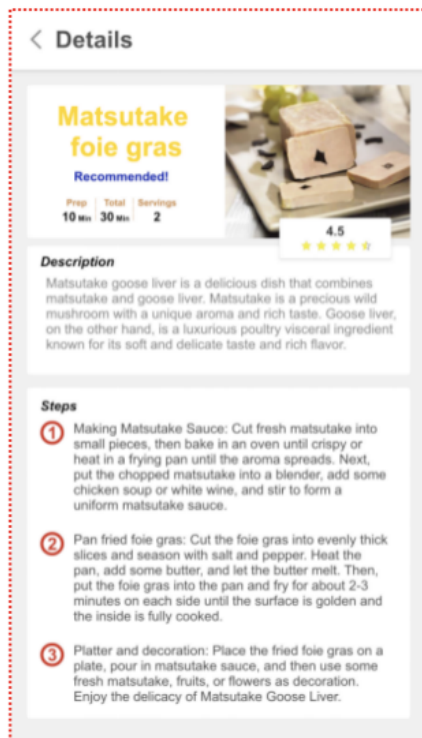 Details
Matsutake
foie gras
Recommended!
Prep Total Servings
10 Min 30 Min 2
4.5
Description
Matsutake goose liver is a delicious dish that combines
matsutake and goose liver. Matsutake is a precious wild
mushroom with a unique aroma and rich taste. Goose liver,
on the other hand, is a luxurious poultry visceral ingredient
known for its soft and delicate taste and rich flavor.
Steps
1 Making Matsutake Sauce: Cut fresh matsutake into
small pieces, then bake in an oven until crispy or
heat in a frying pan until the aroma spreads. Next,
put the chopped matsutake into a blender, add some
chicken soup or white wine, and stir to form a
uniform matsutake sauce.
2 Pan fried foie gras: Cut the foie gras into evenly thick
slices and season with salt and pepper. Heat the
pan, add some butter, and let the butter melt. Then,
put the foie gras into the pan and fry for about 2-3
minutes on each side until the surface is golden and
the inside is fully cooked.
3 Platter and decoration: Place the fried foie gras on a
plate, pour in matsutake sauce, and then use some
fresh matsutake, fruits, or flowers as decoration.
Enjoy the delicacy of Matsutake Goose Liver.